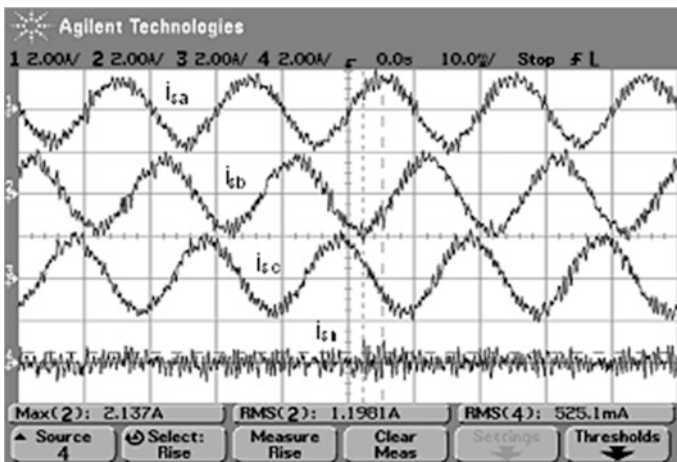 Agilent Technologies
1 2.00A/ 2 2.00A/ 3 2.00A/ 4 2.00A/ 0.0s 10.0㎳/ Stop L
isa
isb
isc
isn
Max(2): 2.137A RMS(2): 1.1981A RMS(4): 525.1mA
Source Select: Measure Clear Settings Thresholds
4 Rise Rise Meas